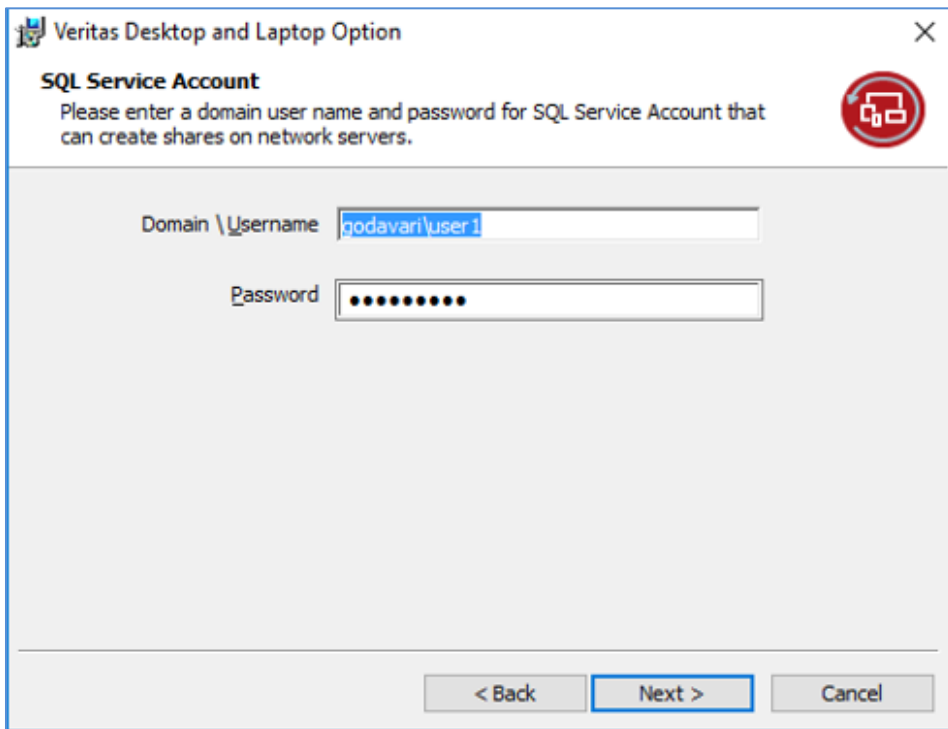 Veritas Desktop and Laptop Option
SQL Service Account
Please enter a domain user name and password for SQL Service Account that
can create shares on network servers.
Domain \ Username godavari\user1
Password •••••••••
< Back Next > Cancel